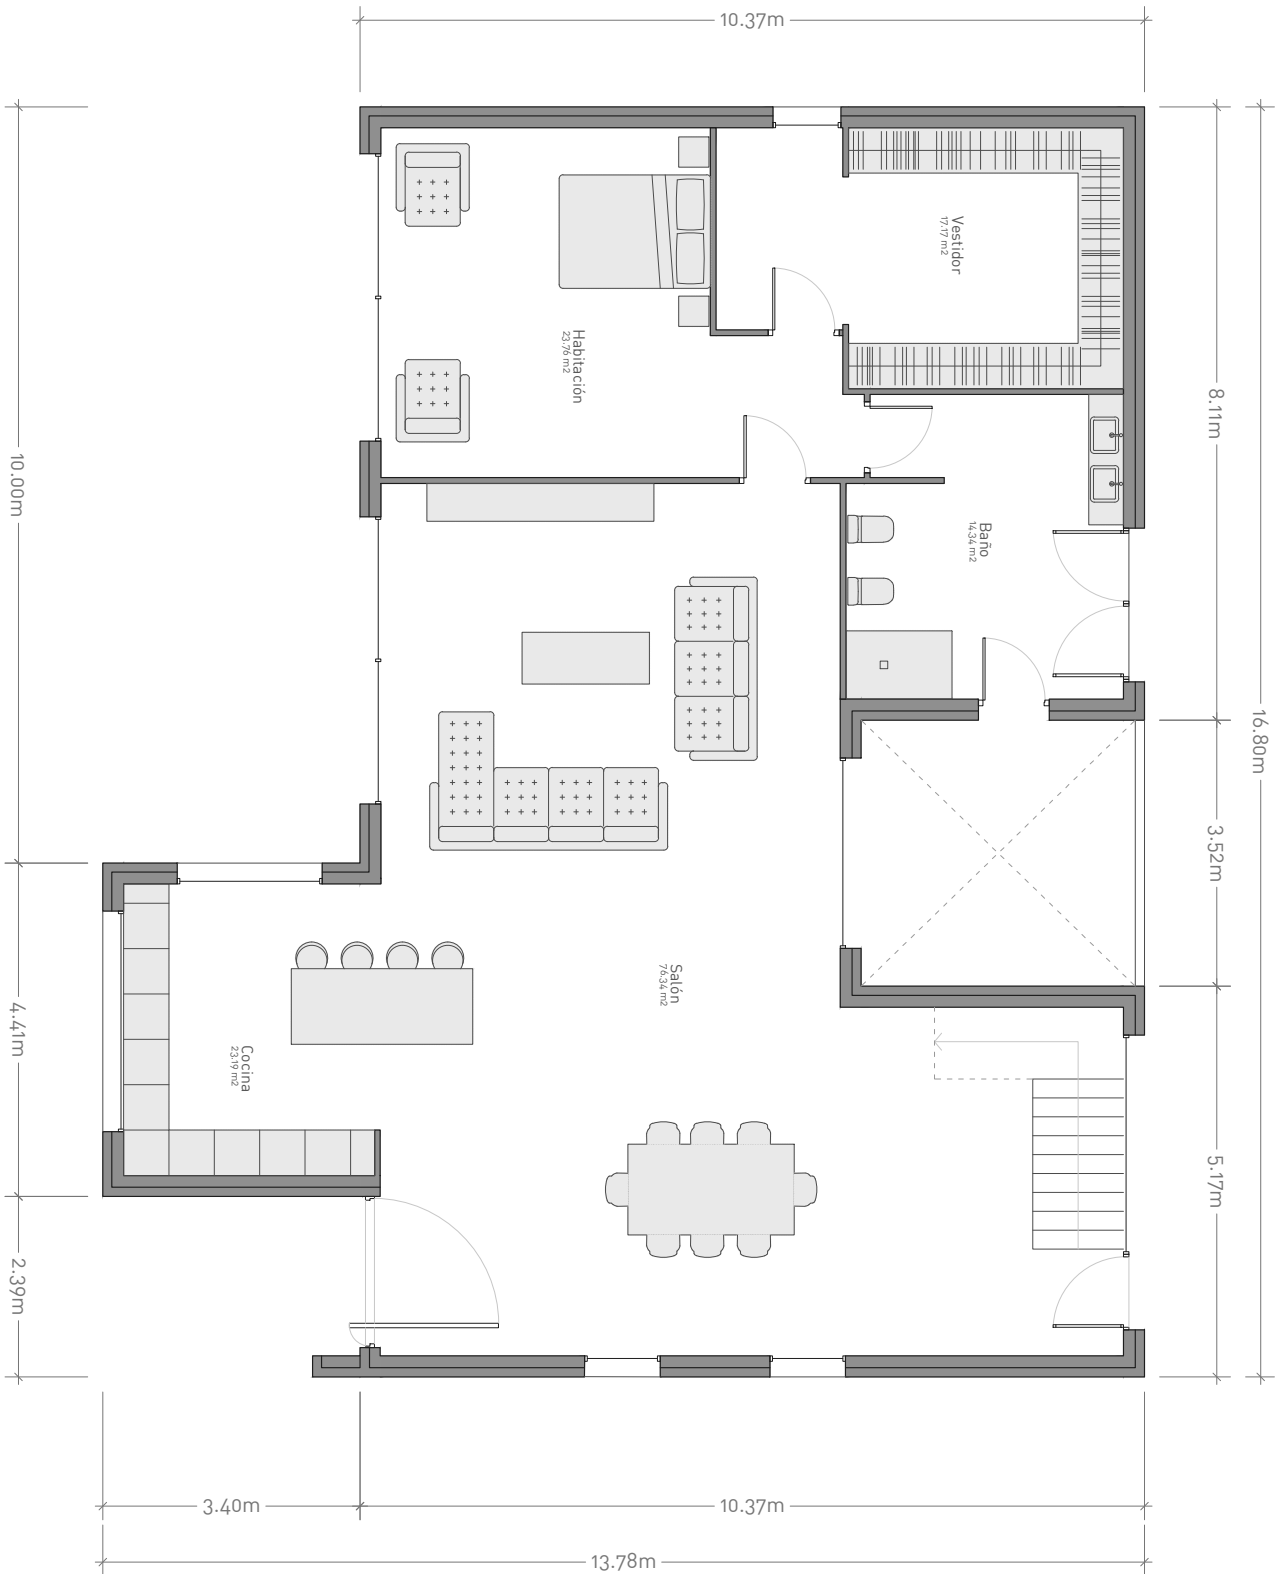 10.37m
Vestidor
17.17 m2
Habitación
23.76 m2
8.11m
10.00m
Baño
14.34 m2
16.80m
3.52m
Salón
76.34 m2
4.41m
Cocina
23.19 m2
5.17m
2.39m
3.40m
10.37m
13.78m